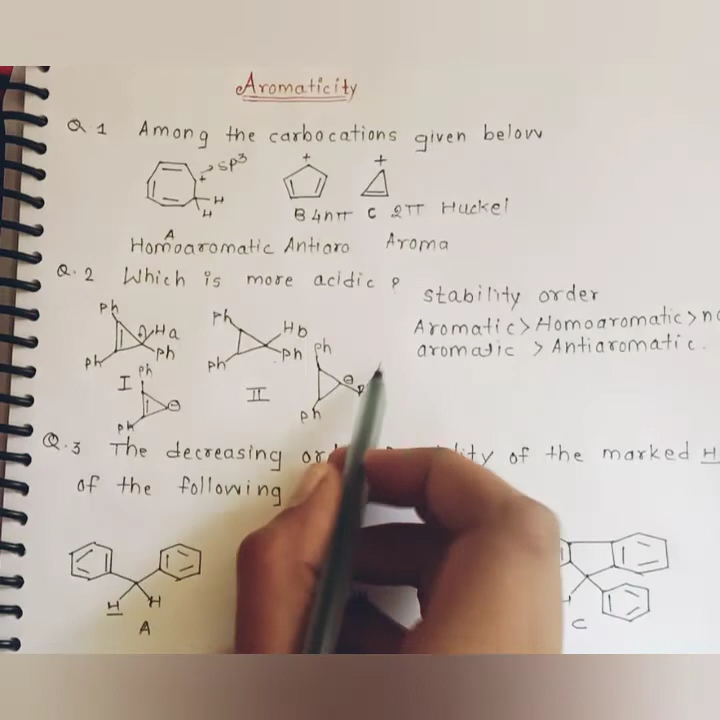 Aromaticity
Q 1 Among the carbocations given below
+ sp3 + +
H
H
B 4nπ C 2π Huckel
A
Homoaromatic Antiaro Aroma
Q.2 Which is more acidic ?
stability order
Aromatic > Homoaromatic >
aromatic > Antiaromatic.
Ph Ha Ph Ph
Ph Hb Ph Ph
I Ph Ph ⊖
II Ph Ph ⊖
Q.3 The decreasing of the marked H
of the following
H H
A
C